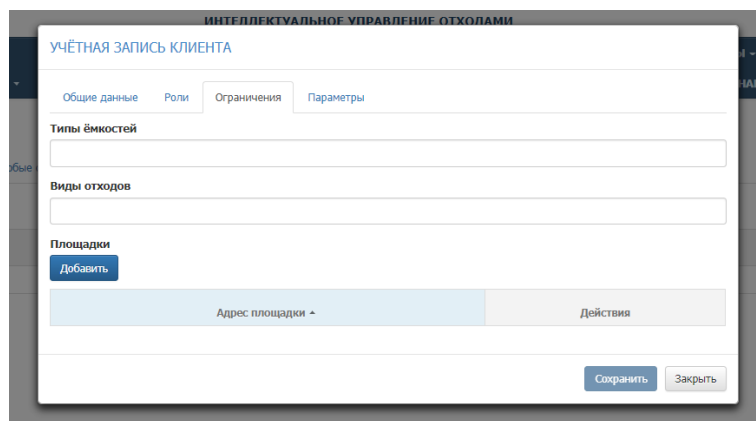 ИНТЕЛЛЕКТУАЛЬНОЕ УПРАВЛЕНИЕ ОТХОДАМИ
УЧЁТНАЯ ЗАПИСЬ КЛИЕНТА
Общие данные Роли Ограничения Параметры
Типы ёмкостей
Виды отходов
Площадки
Добавить
Адрес площадки Действия
Сохранить Закрыть